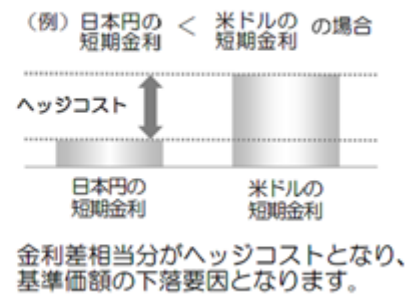 （例）日本円の
短期金利
＜
米ドルの
短期金利
の場合
ヘッジコスト
日本円の
短期金利
米ドルの
短期金利
金利差相当分がヘッジコストとなり、
基準価額の下落要因となります。